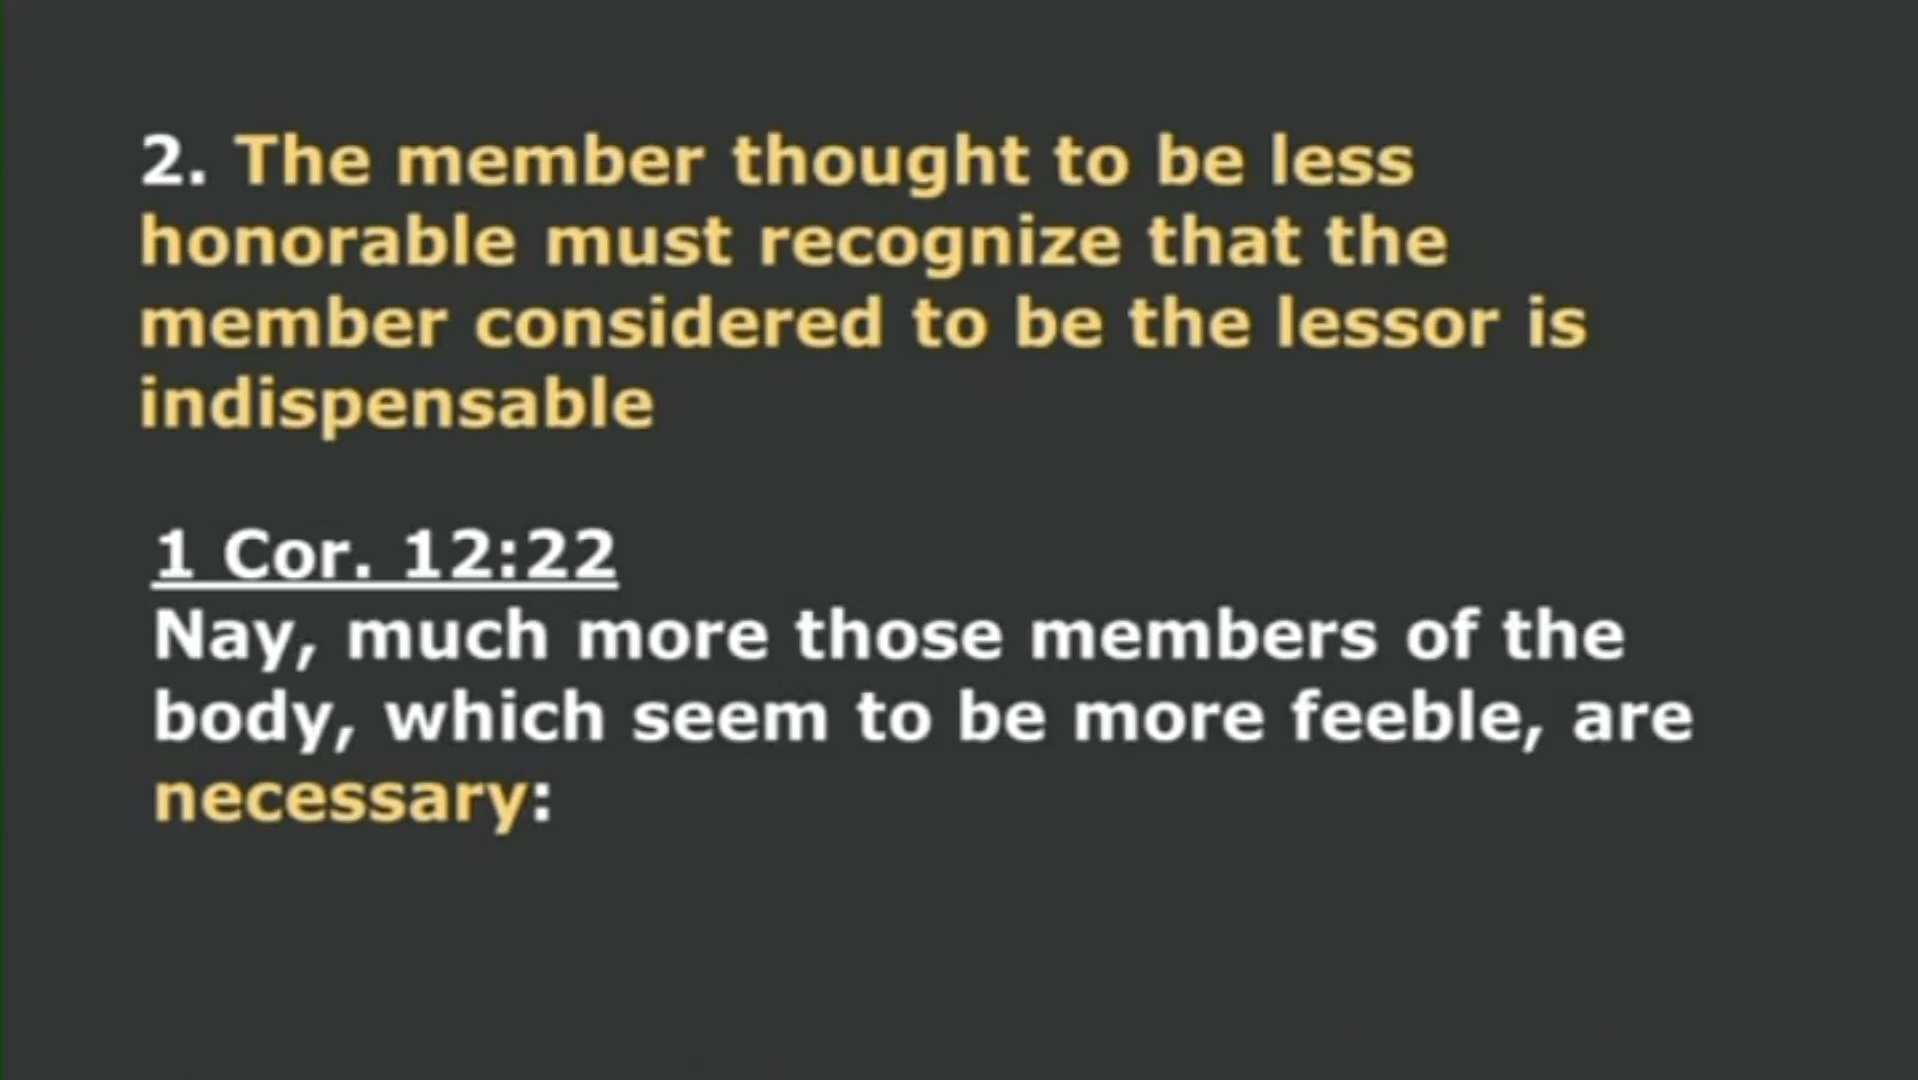 2. The member thought to be less
honorable must recognize that the
member considered to be the lessor is
indispensable
1 Cor. 12:22
Nay, much more those members of the
body, which seem to be more feeble, are
necessary: